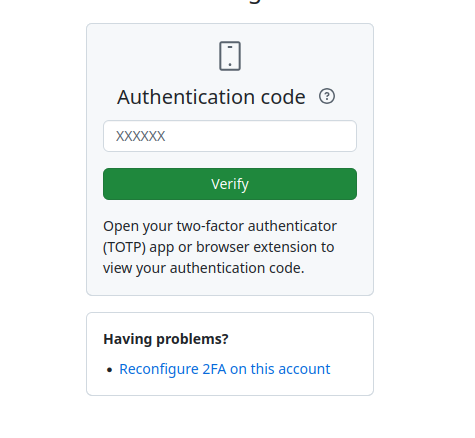 Authentication code
XXXXXX
Verify
Open your two-factor authenticator
(TOTP) app or browser extension to
view your authentication code.
Having problems?
• Reconfigure 2FA on this account